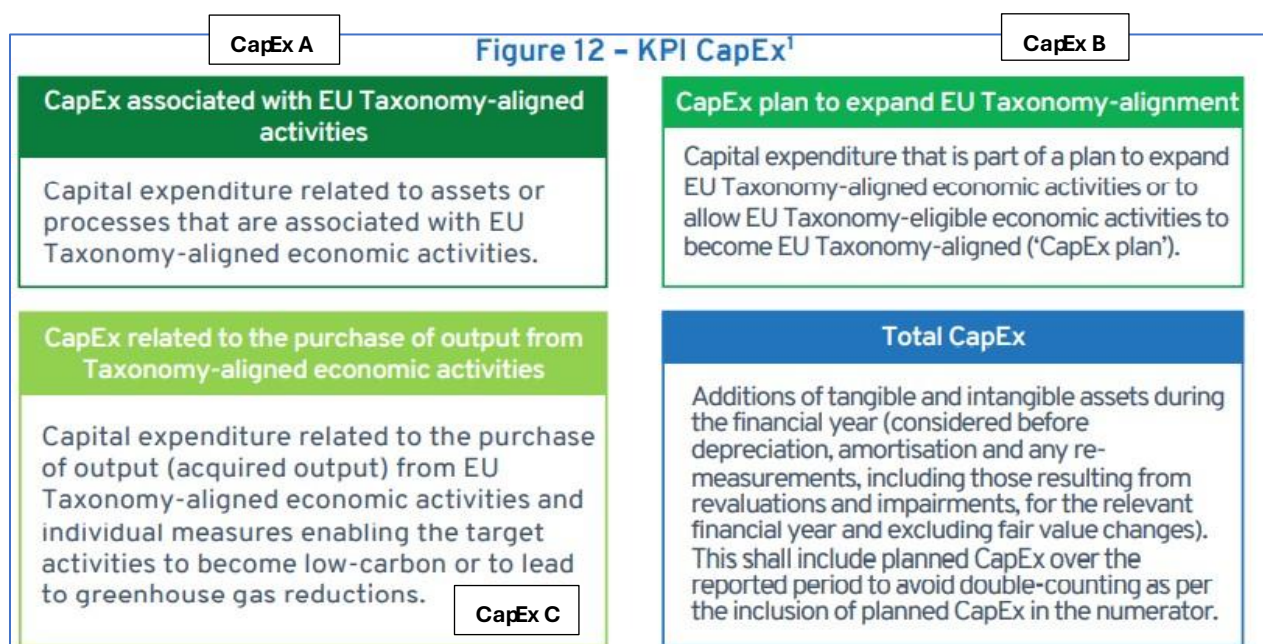 CapEx A
CapEx B
Figure 12 – KPI CapEx¹
CapEx associated with EU Taxonomy-aligned
activities
Capital expenditure related to assets or
processes that are associated with EU
Taxonomy-aligned economic activities.
CapEx plan to expand EU Taxonomy-alignment
Capital expenditure that is part of a plan to expand
EU Taxonomy-aligned economic activities or to
allow EU Taxonomy-eligible economic activities to
become EU Taxonomy-aligned (‘CapEx plan’).
CapEx related to the purchase of output from
Taxonomy-aligned economic activities
Capital expenditure related to the purchase
of output (acquired output) from EU
Taxonomy-aligned economic activities and
individual measures enabling the target
activities to become low-carbon or to lead
to greenhouse gas reductions.
CapEx C
Total CapEx
Additions of tangible and intangible assets during
the financial year (considered before
depreciation, amortisation and any re-
measurements, including those resulting from
revaluations and impairments, for the relevant
financial year and excluding fair value changes).
This shall include planned CapEx over the
reported period to avoid double-counting as per
the inclusion of planned CapEx in the numerator.